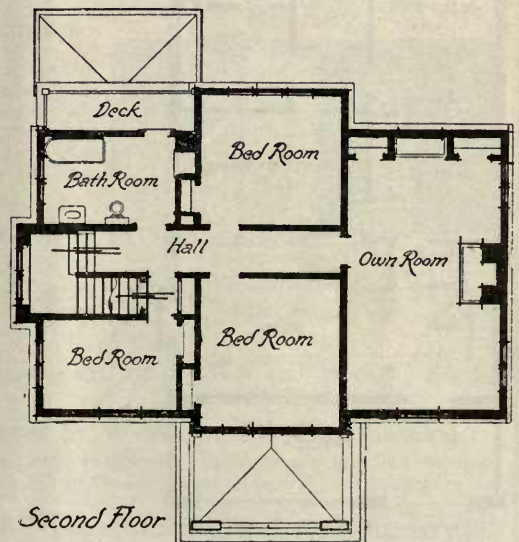 Deck
Bed Room
Bath Room
Hall
Own Room
Bed Room
Bed Room
Second Floor